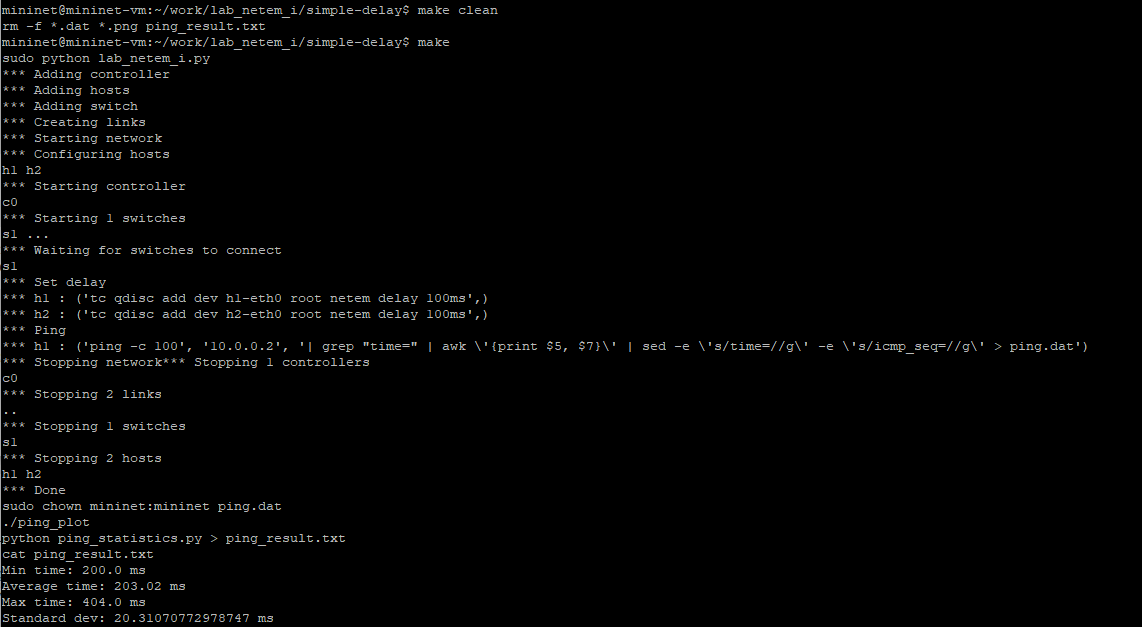 mininet@mininet-vm:~/work/lab_netem_i/simple-delay$ make clean
rm -f *.dat *.png ping_result.txt
mininet@mininet-vm:~/work/lab_netem_i/simple-delay$ make
sudo python lab_netem_i.py
*** Adding controller
*** Adding hosts
*** Adding switch
*** Creating links
*** Starting network
*** Configuring hosts
h1 h2
*** Starting controller
c0
*** Starting 1 switches
s1 ...
*** Waiting for switches to connect
s1
*** Set delay
*** h1 : ('tc qdisc add dev h1-eth0 root netem delay 100ms',)
*** h2 : ('tc qdisc add dev h2-eth0 root netem delay 100ms',)
*** Ping
*** h1 : ('ping -c 100', '10.0.0.2', '| grep "time=" | awk \'{print $5, $7}\' | sed -e \'s/time=//g\' -e \'s/icmp_seq=//g\' > ping.dat')
*** Stopping network*** Stopping 1 controllers
c0
*** Stopping 2 links
..
*** Stopping 1 switches
s1
*** Stopping 2 hosts
h1 h2
*** Done
sudo chown mininet:mininet ping.dat
./ping_plot
python ping_statistics.py > ping_result.txt
cat ping_result.txt
Min time: 200.0 ms
Average time: 203.02 ms
Max time: 404.0 ms
Standard dev: 20.31070772978747 ms